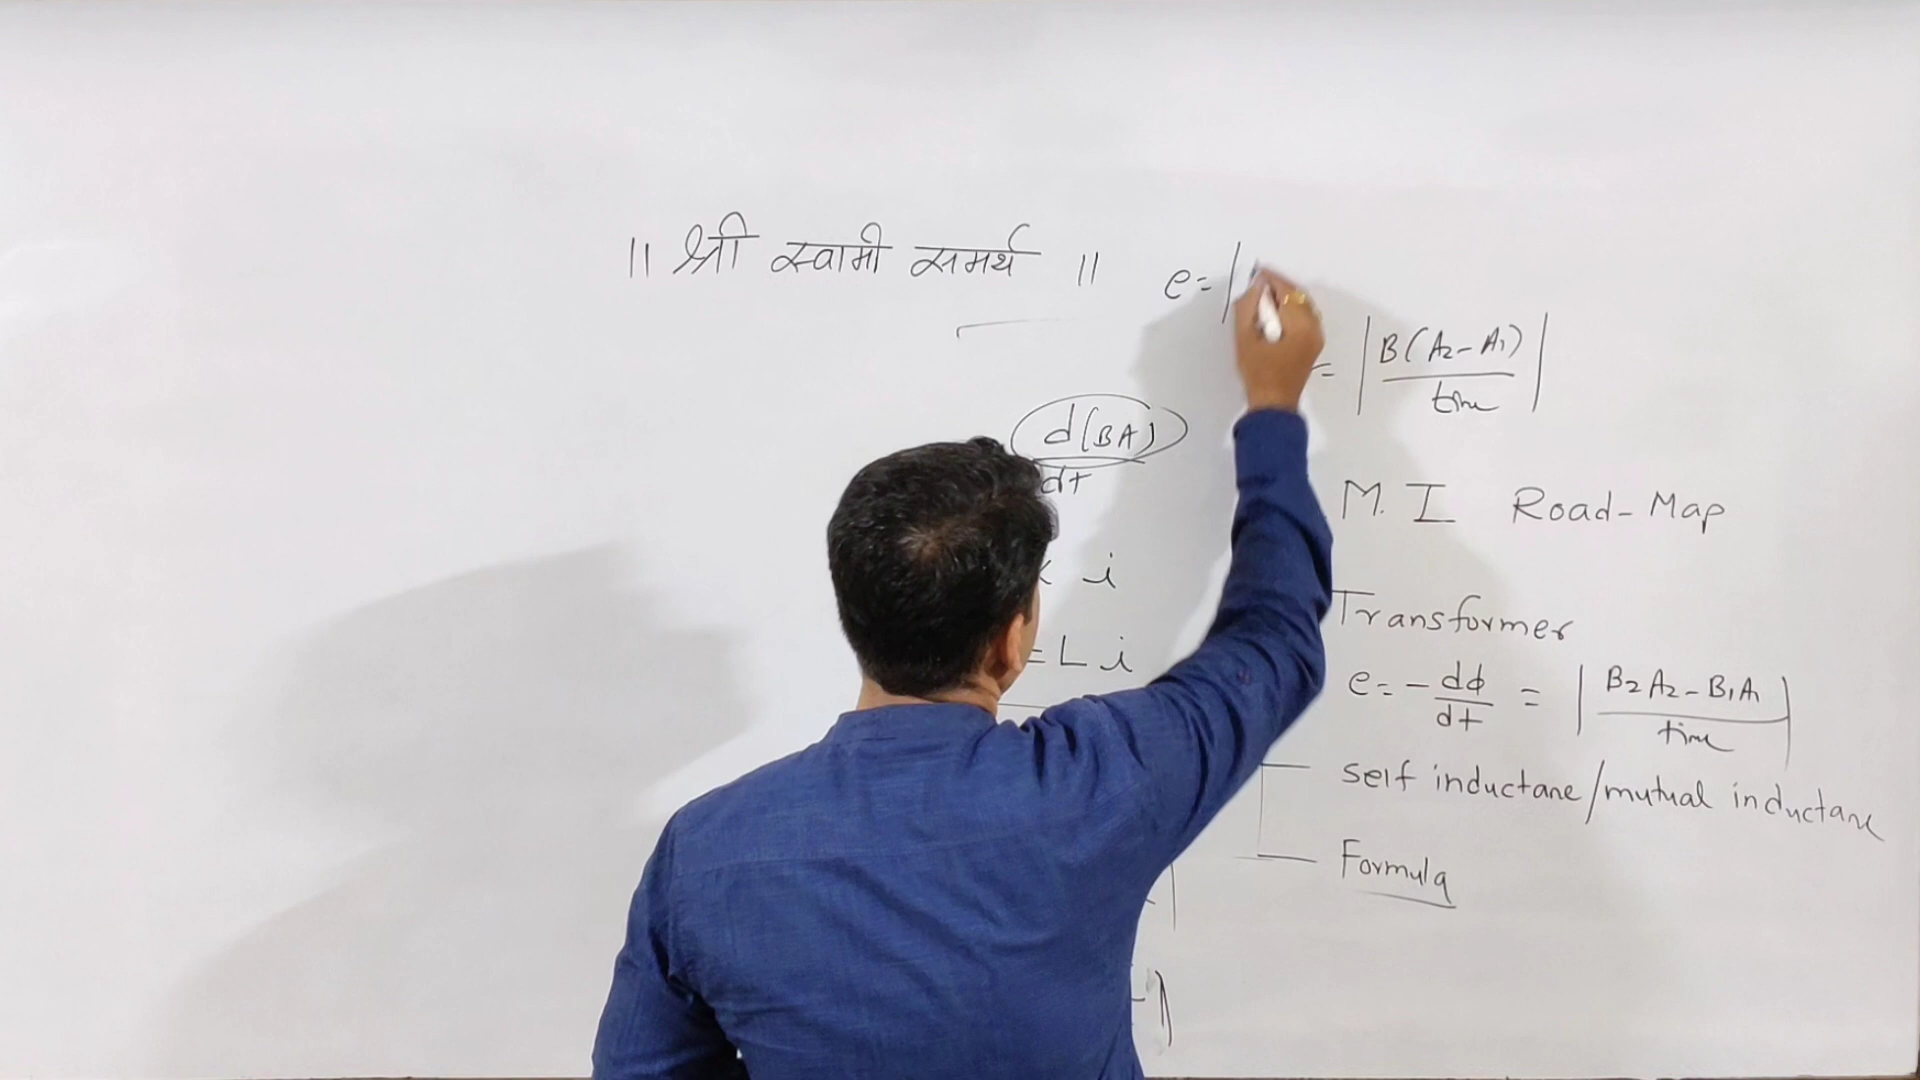 || श्री स्वामी समर्थ ||
e = |
= | B(A₂ - A₁) / time |
d(BA) / dt
M. I Road-Map
i
Transformer
= L i
e = - dφ/dt = | B₂A₂ - B₁A₁ / time |
self inductane/mutual inductane
Formula